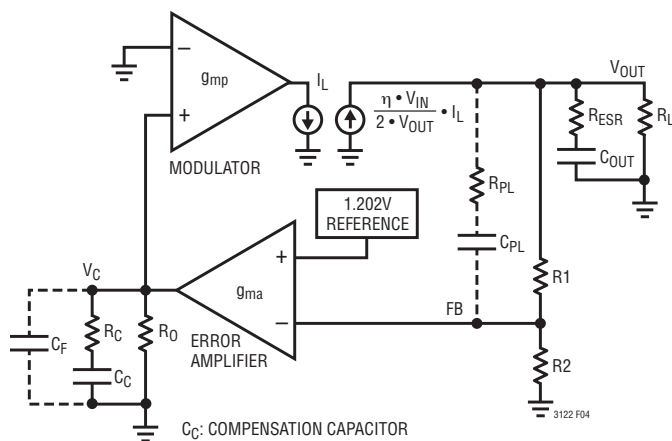 −
gmp
+
MODULATOR
IL
η • VIN
2 • VOUT
• IL
VOUT
RESR
COUT
RL
RPL
CPL
1.202V
REFERENCE
VC
+
gma
−
ERROR
AMPLIFIER
FB
R1
R2
CF
RC
CC
RO
CC: COMPENSATION CAPACITOR
3122 F04